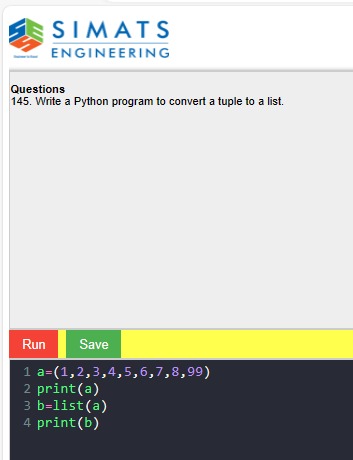 SIMATS
ENGINEERING
Questions
145. Write a Python program to convert a tuple to a list.
Run Save
1 a=(1,2,3,4,5,6,7,8,99)
2 print(a)
3 b=list(a)
4 print(b)